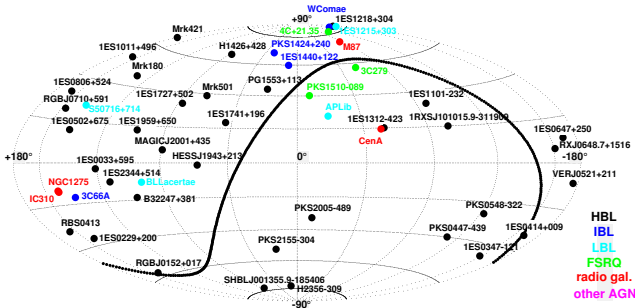 WComae
+90°
1ES1218+304
Mrk421
4C+21.35
1ES1215+303
1ES1011+496
H1426+428
PKS1424+240
M87
Mrk180
1ES1440+122
3C279
1ES0806+524
PG1553+113
RGBJ0710+591
S50716+714
1ES1727+502
Mrk501
PKS1510-089
1ES1101-232
1ES0502+675
1ES1959+650
1ES1741+196
APLib
1ES1312-423
1RXSJ101015.9-311909
1ES0647+250
MAGICJ2001+435
CenA
RXJ0648.7+1516
+180°
1ES0033+595
HESSJ1943+213
0°
-180°
1ES2344+514
VERJ0521+211
NGC1275
BLLacertae
IC310
3C66A
B32247+381
PKS2005-489
PKS0548-322
HBL
RBS0413
1ES0229+200
PKS0447-439
1ES0414+009
IBL
PKS2155-304
1ES0347-121
LBL
RGBJ0152+017
FSRQ
SHBLJ001355.9-185406
radio gal.
H2356-309
other AGN
-90°